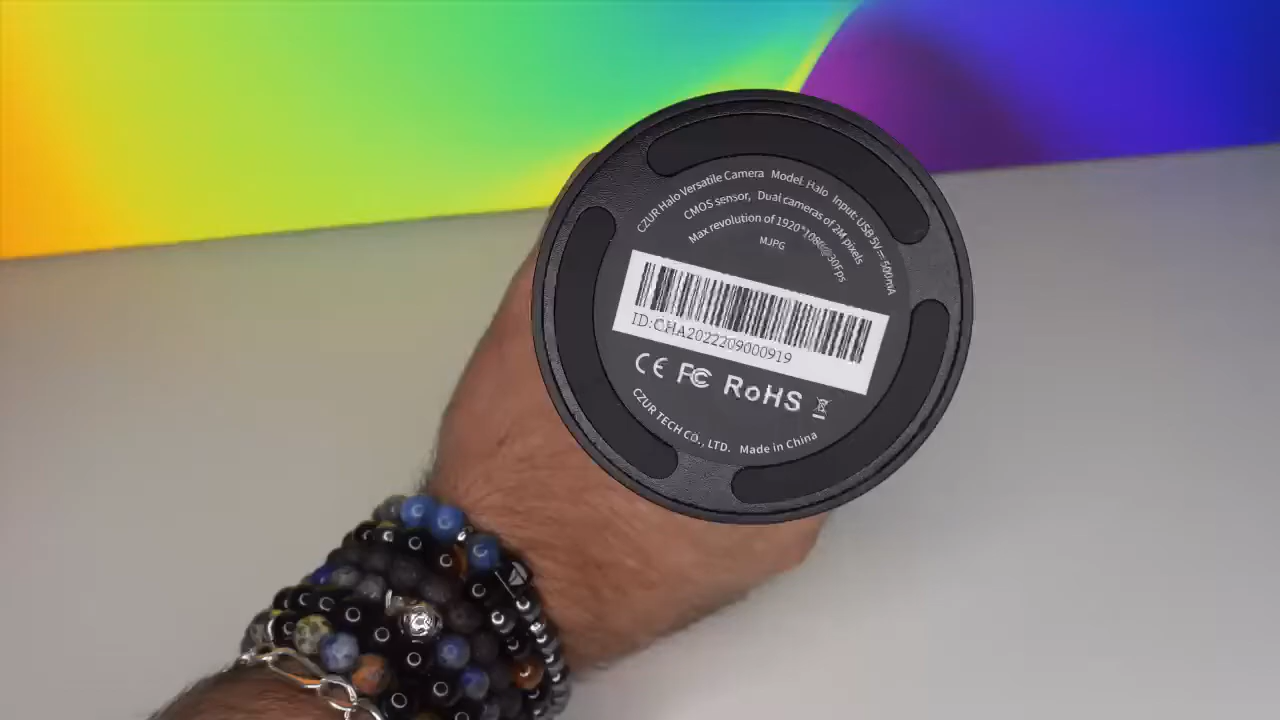 CZUR Halo Versatile Camera Model: Halo Input: USB 5V⎓500mA
CMOS sensor, Dual cameras of 2M pixels
Max revolution of 1920*1080@30Fps
MJPG
ID:CHA2022209000919
CE FC RoHS
CZUR TECH CO., LTD. Made in China